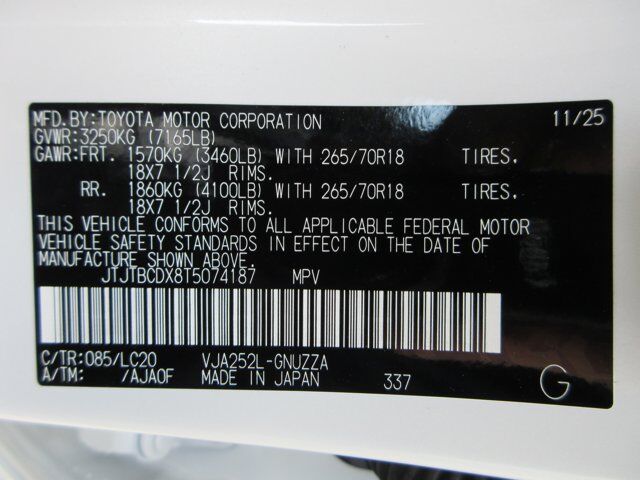 MFD.BY:TOYOTA MOTOR CORPORATION 11/25
GVWR:3250KG (7165LB)
GAWR:FRT. 1570KG (3460LB) WITH 265/70R18 TIRES,
18X7 1/2J RIMS.
RR. 1860KG (4100LB) WITH 265/70R18 TIRES,
18X7 1/2J RIMS.
THIS VEHICLE CONFORMS TO ALL APPLICABLE FEDERAL MOTOR
VEHICLE SAFETY STANDARDS IN EFFECT ON THE DATE OF
MANUFACTURE SHOWN ABOVE.
JTJTBCDX8T5074187 MPV
C/TR:085/LC20 VJA252L-GNUZZA
A/TM: /AJA0F MADE IN JAPAN 337 G